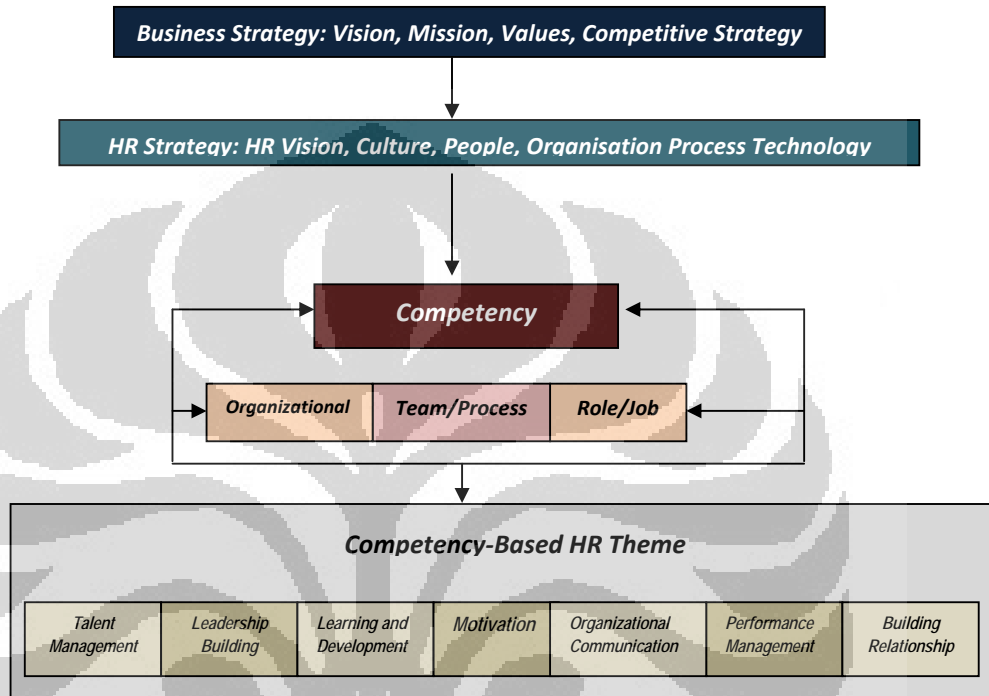 Business Strategy: Vision, Mission, Values, Competitive Strategy
HR Strategy: HR Vision, Culture, People, Organisation Process Technology
Competency
Organizational
Team/Process
Role/Job
Competency-Based HR Theme
Talent
Management
Leadership
Building
Learning and
Development
Motivation
Organizational
Communication
Performance
Management
Building
Relationship